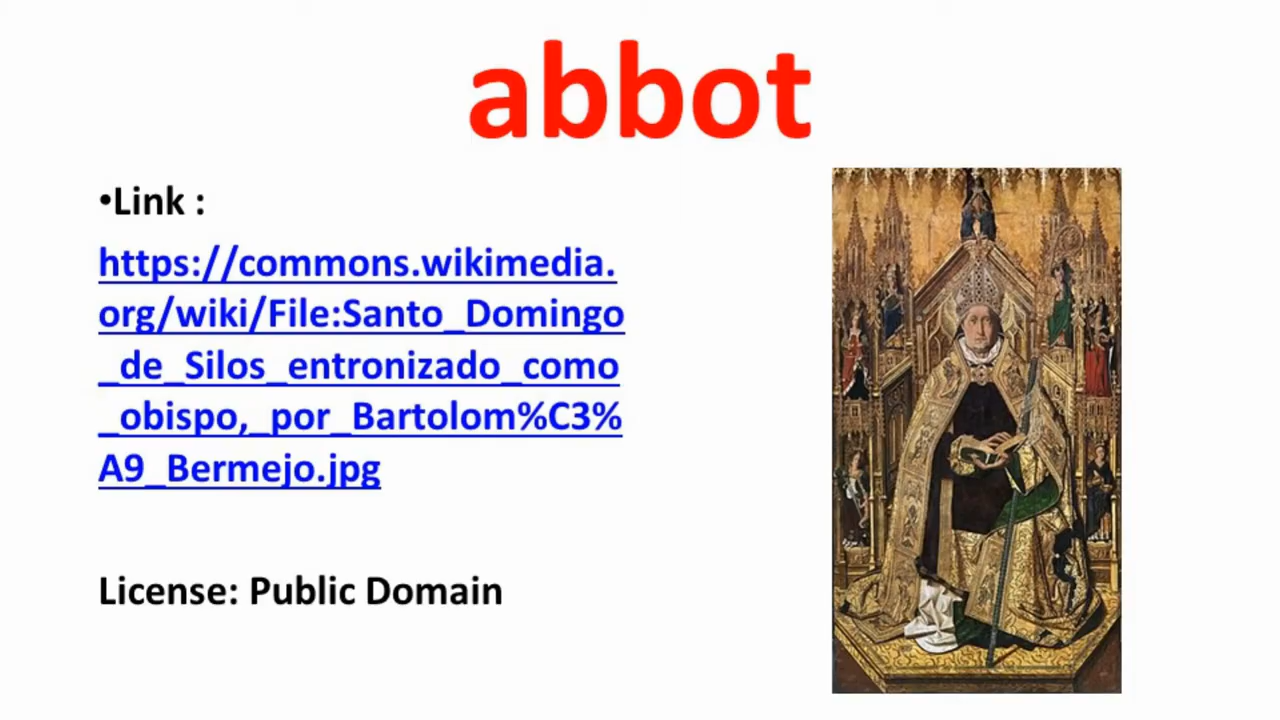 abbot
•Link :
https://commons.wikimedia.
org/wiki/File:Santo_Domingo
_de_Silos_entronizado_como
_obispo,_por_Bartolom%C3%
A9_Bermejo.jpg
License: Public Domain